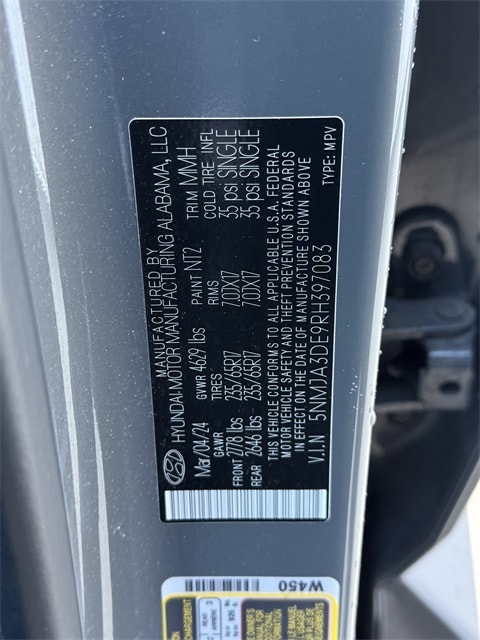 MANUFACTURED BY
HYUNDAI MOTOR MANUFACTURING ALABAMA, LLC
Mar/04/24 GVWR 4629 lbs PAINT NT2 TRIM MMH
GAWR TIRES RIMS COLD TIRE INFL
FRONT 2778 lbs 235/65R17 7.0JX17 35 psi SINGLE
REAR 2646 lbs 235/65R17 7.0JX17 35 psi SINGLE
THIS VEHICLE CONFORMS TO ALL APPLICABLE U.S.A. FEDERAL
MOTOR VEHICLE SAFETY AND THEFT PREVENTION STANDARDS
IN EFFECT ON THE DATE OF MANUFACTURE SHOWN ABOVE
V.I.N 5NMJA3DE9RH397083 TYPE: MPV
W450